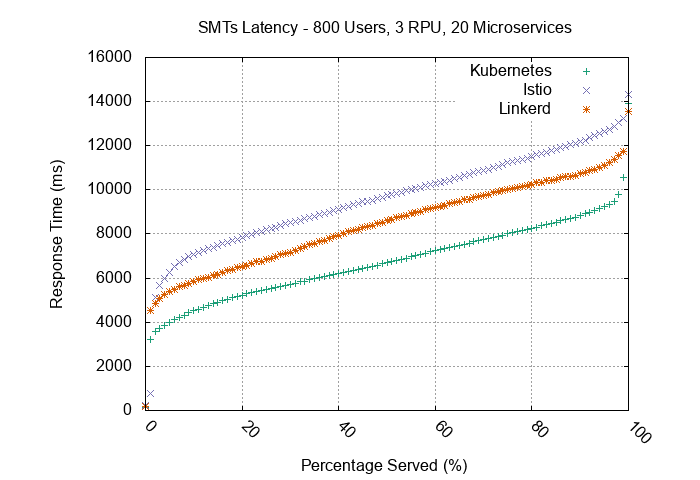 SMTs Latency - 800 Users, 3 RPU, 20 Microservices
16000
14000
12000
10000
8000
6000
4000
2000
0
Response Time (ms)
Kubernetes
Istio
Linkerd
0
20
40
60
80
100
Percentage Served (%)